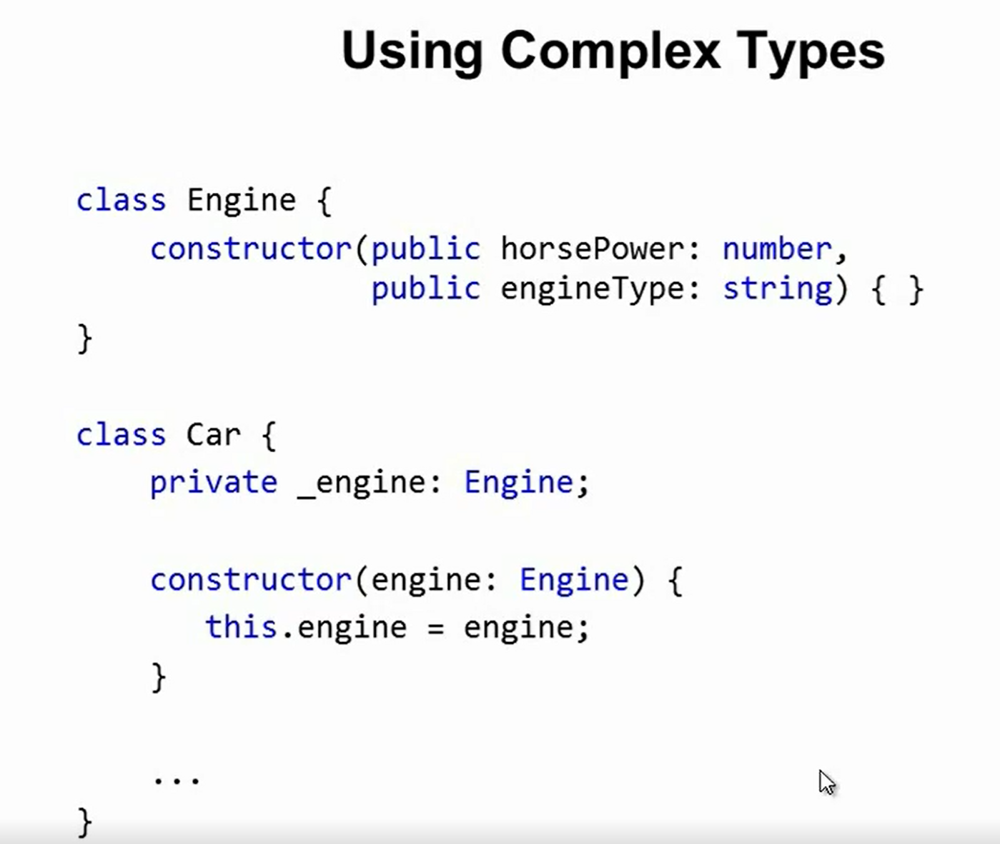 Using Complex Types
class Engine {
    constructor(public horsePower: number,
                public engineType: string) { }
}
class Car {
    private _engine: Engine;
    constructor(engine: Engine) {
       this.engine = engine;
    }
    ...
}